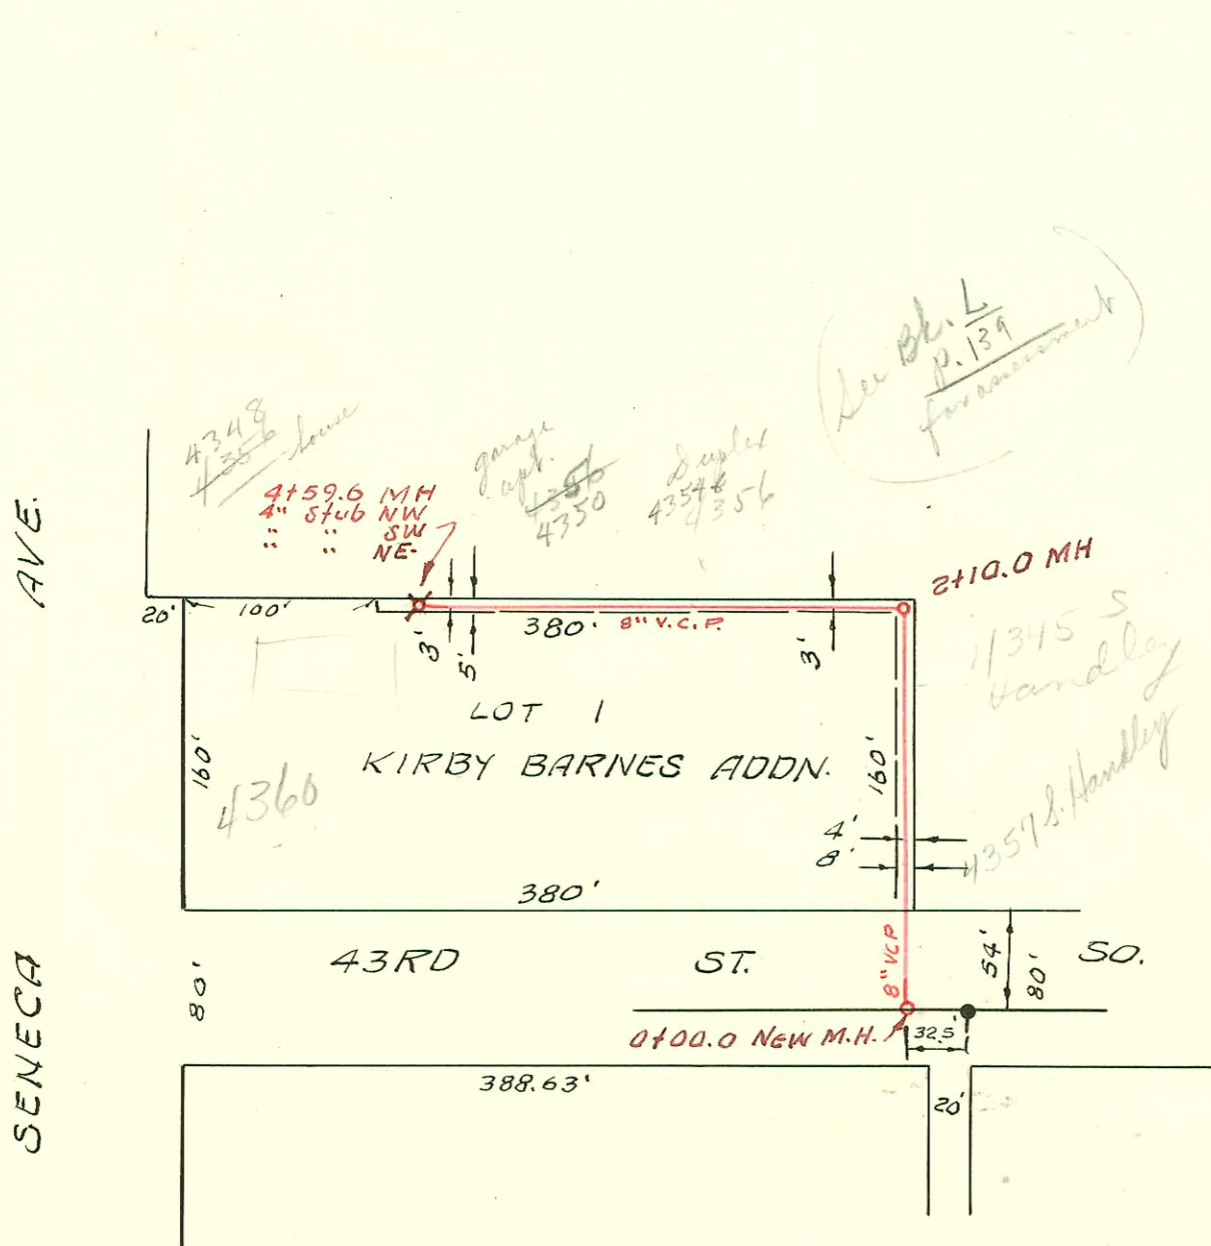 See Bk. L
p. 139
for assessment
4348
4356
house
garage
apt.
4356
4350
Duplex
4354
4356
4+59.6 MH
4" Stub NW
" " SW
" " NE-
2+10.0 MH
AVE.
20'
100'
380'
8" V.C.P.
3'
5'
3'
4345 S
Handley
LOT 1
KIRBY BARNES ADDN.
160'
160'
4360
4'
8'
4357 S. Handley
380'
43RD ST. SO.
8" VCP
54'
80'
80'
SENECA
0+00.0 NEW M.H.
32.5'
388.63'
20'